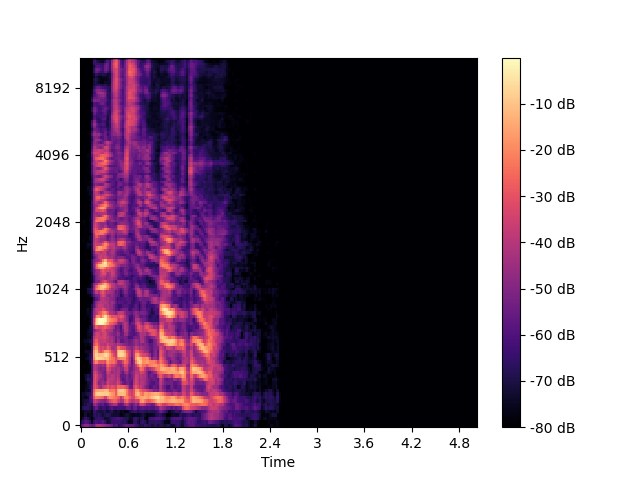 8192
4096
2048
1024
512
0
Hz
0 0.6 1.2 1.8 2.4 3 3.6 4.2 4.8
Time
-10 dB
-20 dB
-30 dB
-40 dB
-50 dB
-60 dB
-70 dB
-80 dB